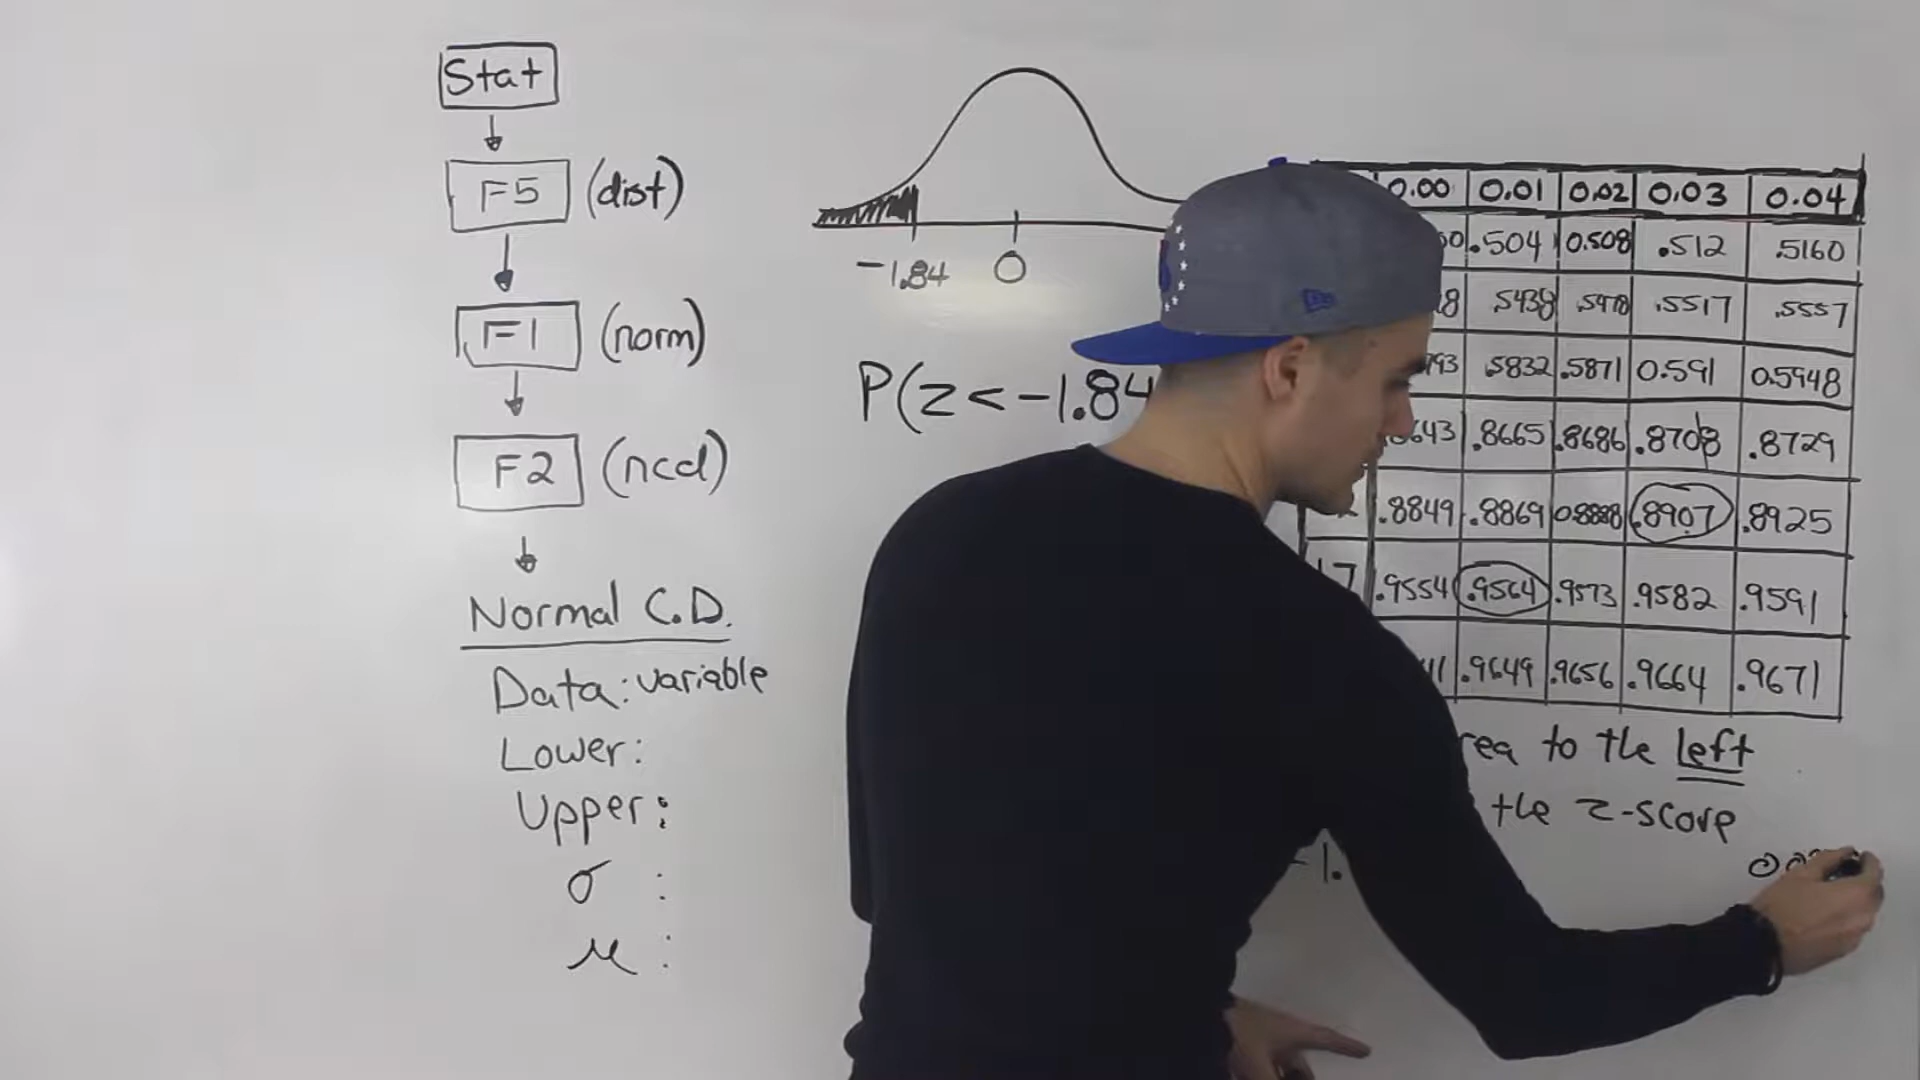 Stat
F5 (dist)
F1 (norm)
F2 (ncd)
Normal C.D.
Data: variable
Lower:
Upper:
σ :
μ :
-1.84 0
P(z < -1.84
0.00 0.01 0.02 0.03 0.04
.504 0.508 .512 .5160
.5438 .5478 .5517 .5557
.5832 .5871 0.591 0.5948
.8665 .8686 .8708 .8729
.8849 .8869 0.8888 .8907 .8925
.9554 .9564 .9573 .9582 .9591
.9649 .9656 .9664 .9671
to the left
the z-score
-1.